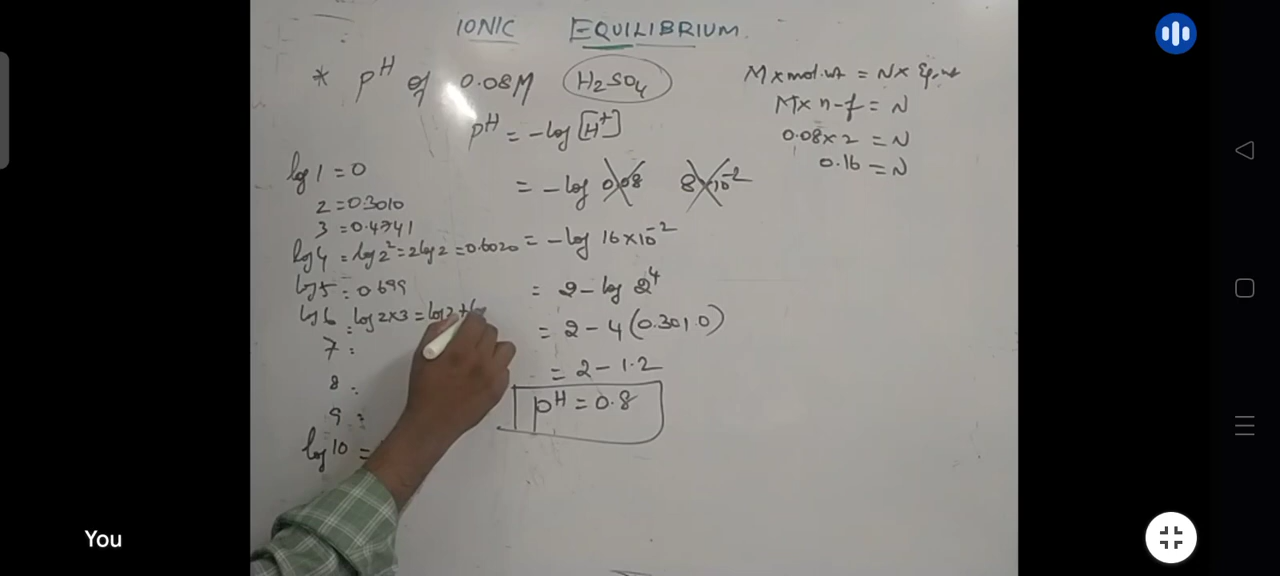 IONIC EQUILIBRIUM
* pH of 0.08M H2SO4
pH = -log [H+]
= -log 0.08 8×10⁻²
= -log 16×10⁻²
= 2 - log 2⁴
= 2 - 4(0.3010)
= 2 - 1.2
pH = 0.8
M×mol.wt = N×Eq.wt
M× n-f = N
0.08×2 = N
0.16 = N
log 1 = 0
2 = 0.3010
3 = 0.4771
log 4 = log 2² = 2log 2 = 0.6020
log 5 = 0.699
log 6 = log 2×3 = log 2 +
7 =
8 =
9 =
log 10 =
You